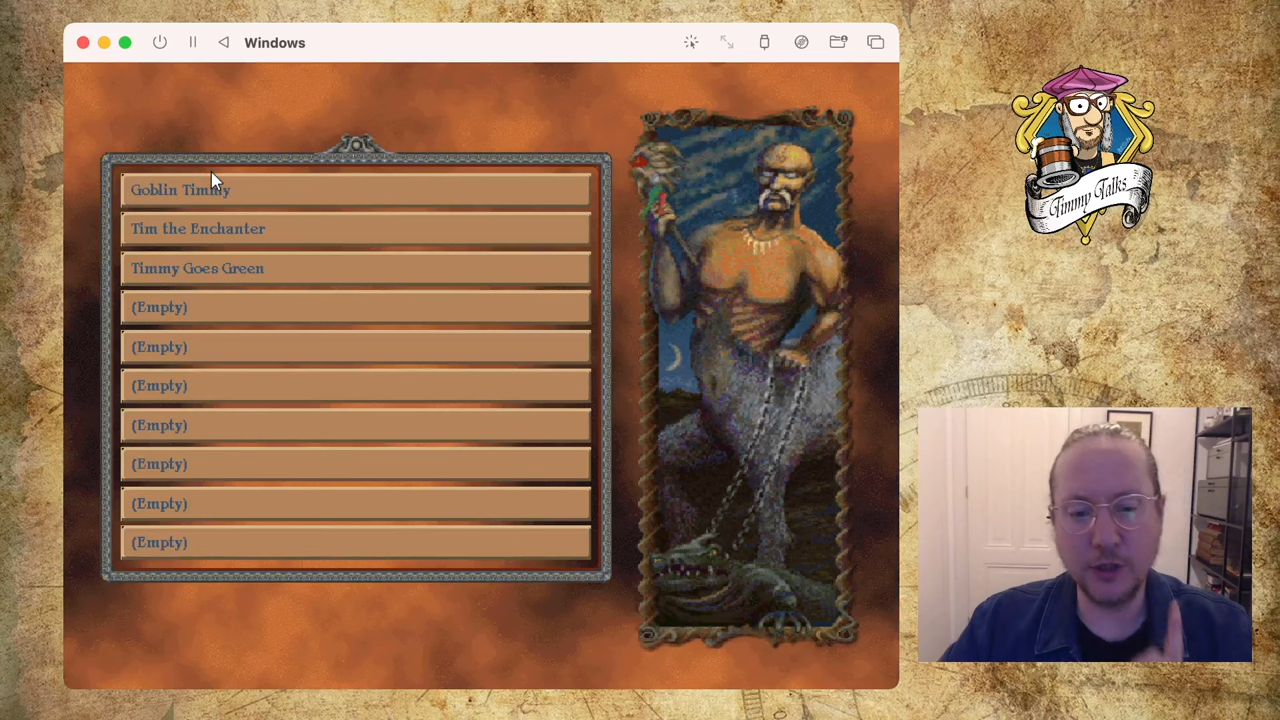 Windows
Goblin Timmy
Tim the Enchanter
Timmy Goes Green
(Empty)
(Empty)
(Empty)
(Empty)
(Empty)
(Empty)
(Empty)
Timmy Talks